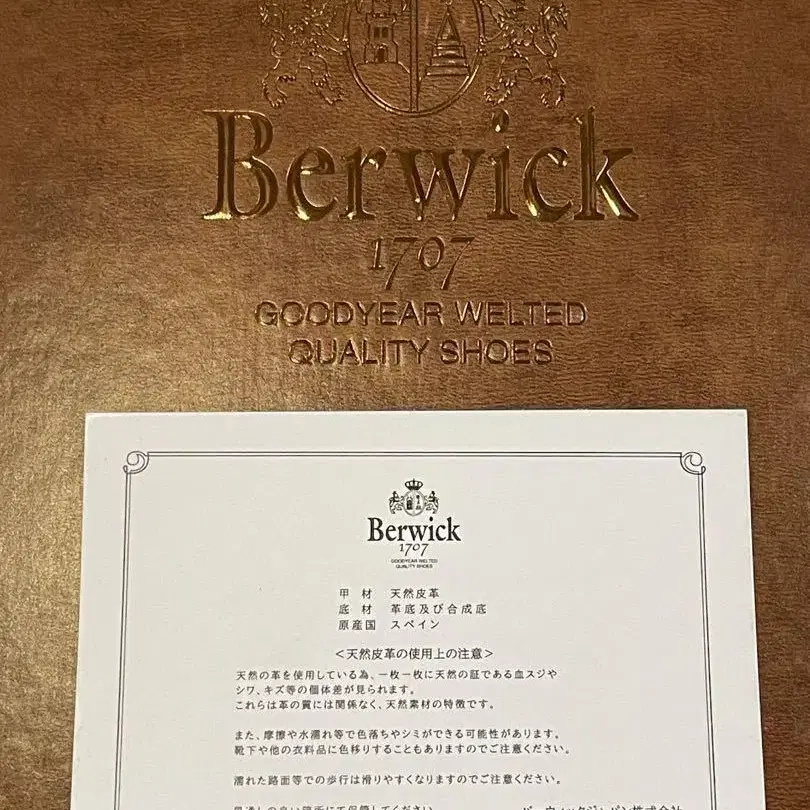 Berwick
1707
GOODYEAR WELTED
QUALITY SHOES
Berwick
1707
GOODYEAR WELTED
QUALITY SHOES
甲 材 天然皮革
底 材 革底及び合成底
原産国 スペイン
＜天然皮革の使用上の注意＞
天然の革を使用している為、一枚一枚に天然の証である血スジや
シワ、キズ等の個体差が見られます。
これらは革の質には関係なく、天然素材の特徴です。
また、摩擦や水濡れ等で色落ちやシミができる可能性があります。
靴下や他の衣料品に色移りすることもありますのでご注意ください。
濡れた路面等での歩行は滑りやすくなりますのでご注意ください。